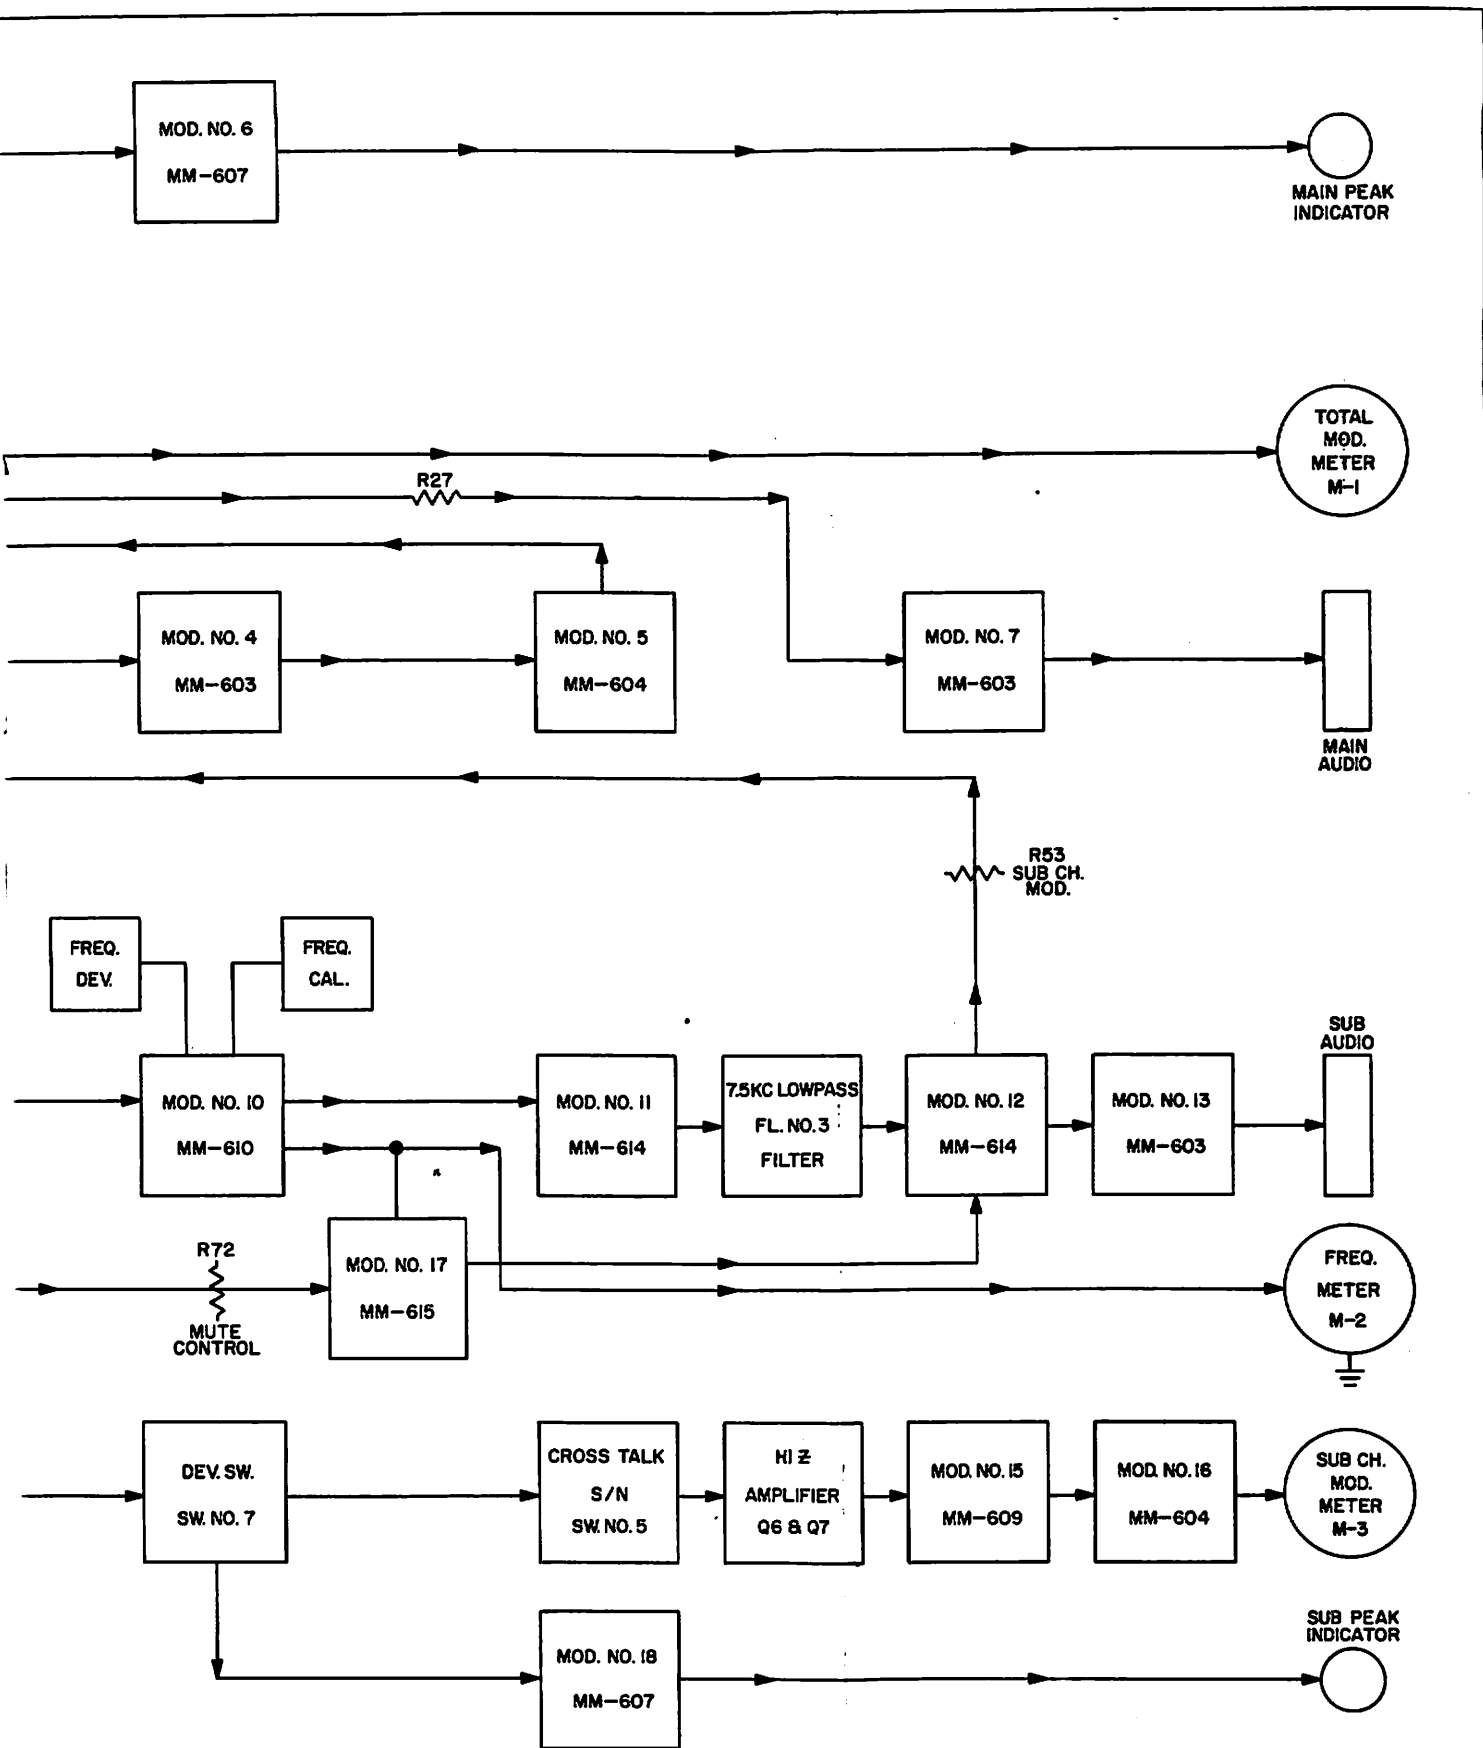 MOD. NO. 6
MM-607
MAIN PEAK
INDICATOR
TOTAL
MOD.
METER
M-1
R27
MOD. NO. 4
MM-603
MOD. NO. 5
MM-604
MOD. NO. 7
MM-603
MAIN
AUDIO
R53
SUB CH.
MOD.
FREQ.
DEV.
FREQ.
CAL.
SUB
AUDIO
MOD. NO. 10
MM-610
MOD. NO. 11
MM-614
7.5KC LOWPASS
FL. NO. 3
FILTER
MOD. NO. 12
MM-614
MOD. NO. 13
MM-603
R72
MUTE
CONTROL
MOD. NO. 17
MM-615
FREQ.
METER
M-2
DEV. SW.
SW. NO. 7
CROSS TALK
S/N
SW. NO. 5
HI Z
AMPLIFIER
Q6 & Q7
MOD. NO. 15
MM-609
MOD. NO. 16
MM-604
SUB CH.
MOD.
METER
M-3
SUB PEAK
INDICATOR
MOD. NO. 18
MM-607